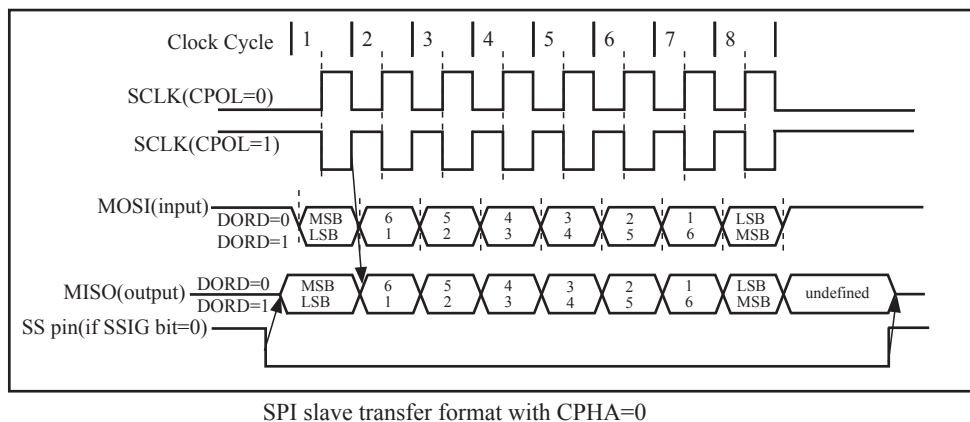 Clock Cycle 1 2 3 4 5 6 7 8
SCLK(CPOL=0)
SCLK(CPOL=1)
MOSI(input)
DORD=0 MSB 6 5 4 3 2 1 LSB
DORD=1 LSB 1 2 3 4 5 6 MSB
MISO(output)
DORD=0 MSB 6 5 4 3 2 1 LSB undefined
DORD=1 LSB 1 2 3 4 5 6 MSB
SS pin(if SSIG bit=0)
SPI slave transfer format with CPHA=0